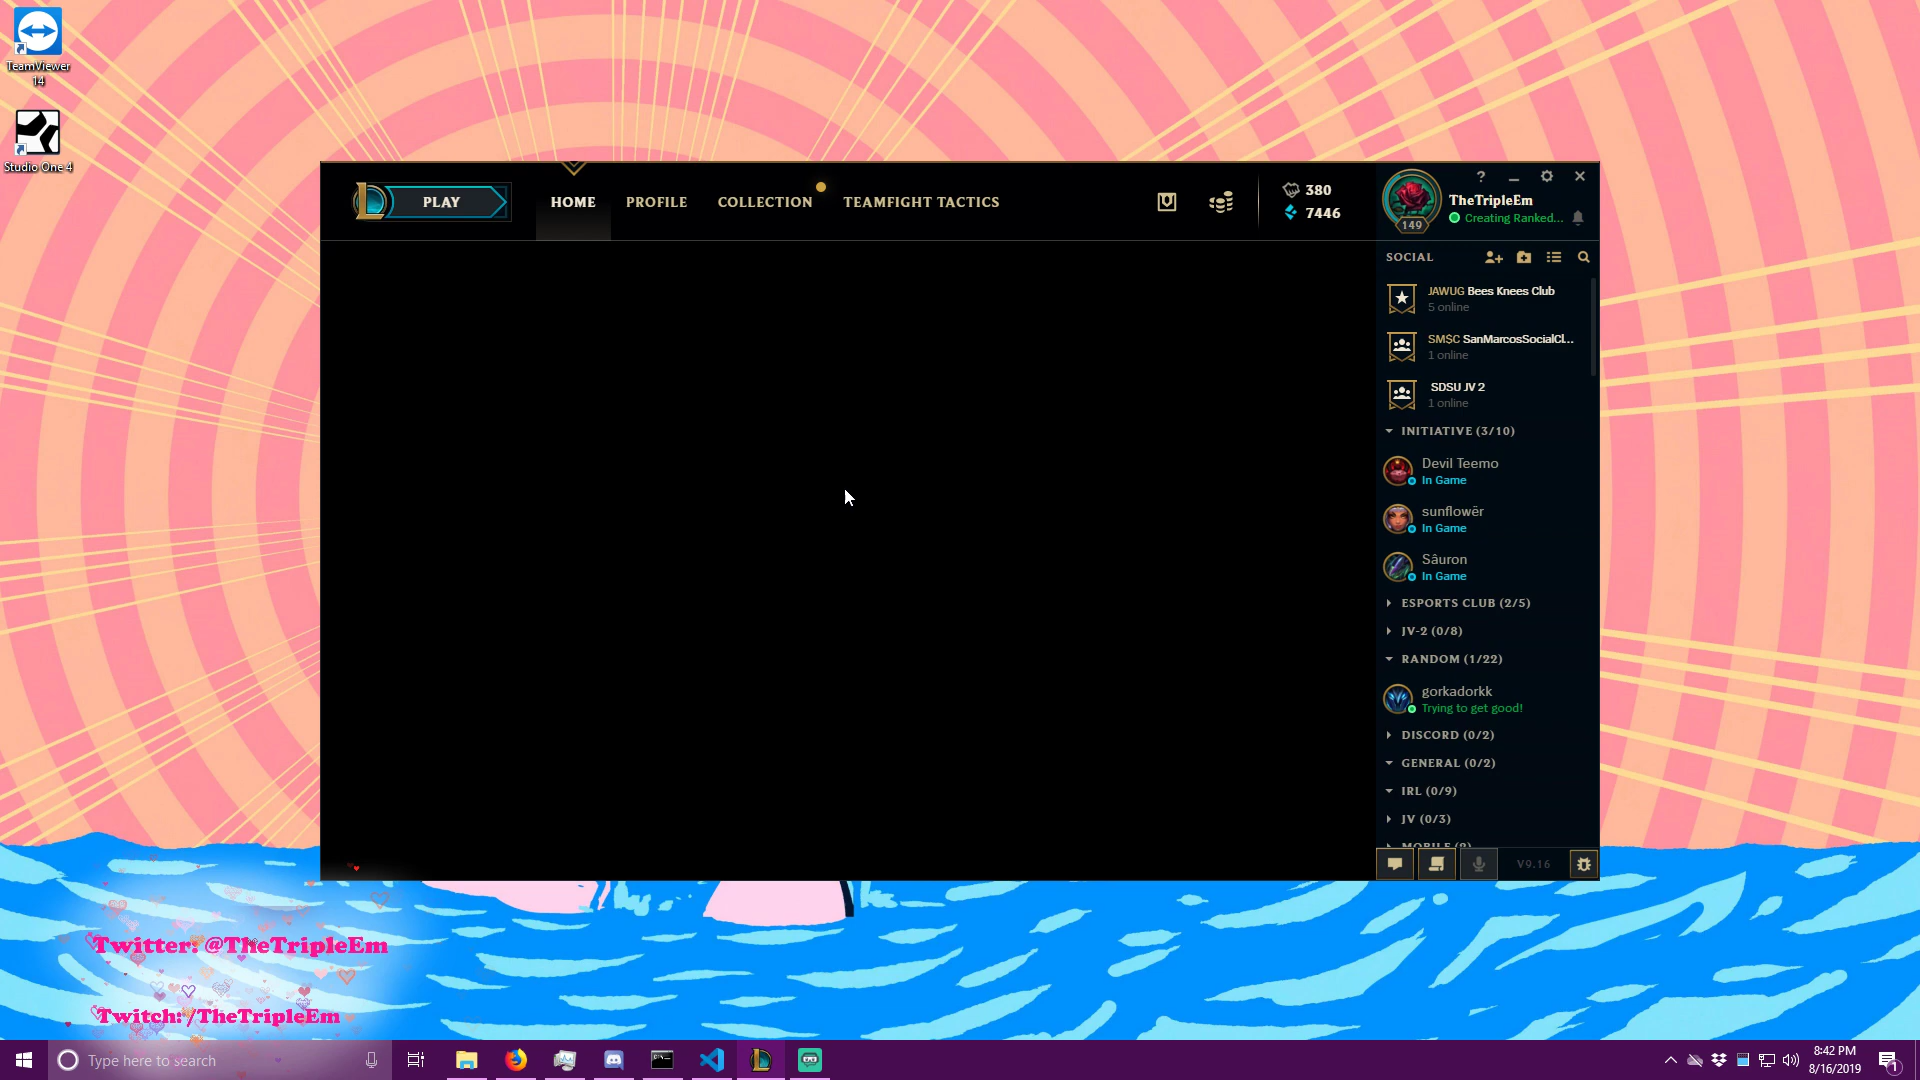 TeamViewer
14
Studio One 4
PLAY
HOME
PROFILE
COLLECTION
TEAMFIGHT TACTICS
380
7446
149
?
TheTripleEm
Creating Ranked...
SOCIAL
JAWUG Bees Knees Club
5 online
SM$C SanMarcosSocialCl...
1 online
SDSU JV 2
1 online
INITIATIVE (3/10)
Devil Teemo
In Game
sunflowër
In Game
Sâuron
In Game
ESPORTS CLUB (2/5)
JV-2 (0/8)
RANDOM (1/22)
gorkadorkk
Trying to get good!
DISCORD (0/2)
GENERAL (0/2)
IRL (0/9)
JV (0/3)
MOBILE (2)
V9.16
Twitter: @TheTripleEm
Twitch:/TheTripleEm
Type here to search
8:42 PM
8/16/2019
1